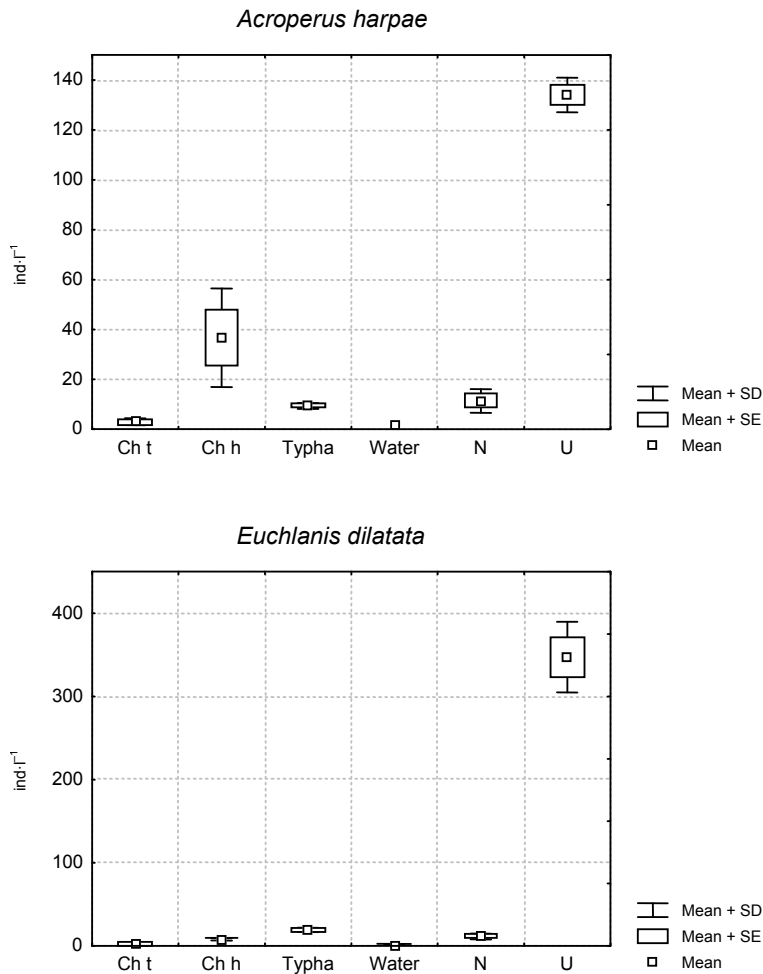 Acroperus harpae
140
120
100
80
60
40
20
0
ind·l⁻¹
Ch t Ch h Typha Water N U
Mean + SD
Mean + SE
Mean
Euchlanis dilatata
400
300
200
100
0
ind·l⁻¹
Ch t Ch h Typha Water N U
Mean + SD
Mean + SE
Mean